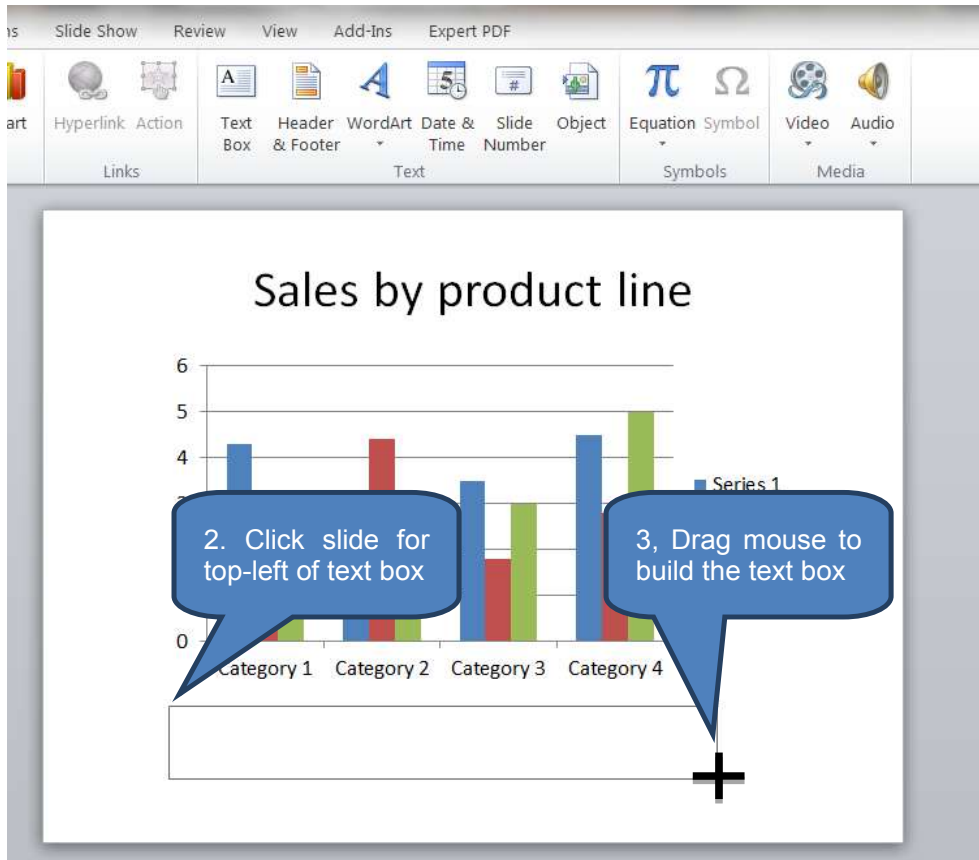 ns Slide Show Review View Add-Ins Expert PDF
art Hyperlink Action Text Box Header & Footer WordArt Date & Time Slide Number Object Equation Symbol Video Audio
Links Text Symbols Media
Sales by product line
6
5
4
Series 1
2. Click slide for
top-left of text box
3, Drag mouse to
build the text box
0
Category 1 Category 2 Category 3 Category 4